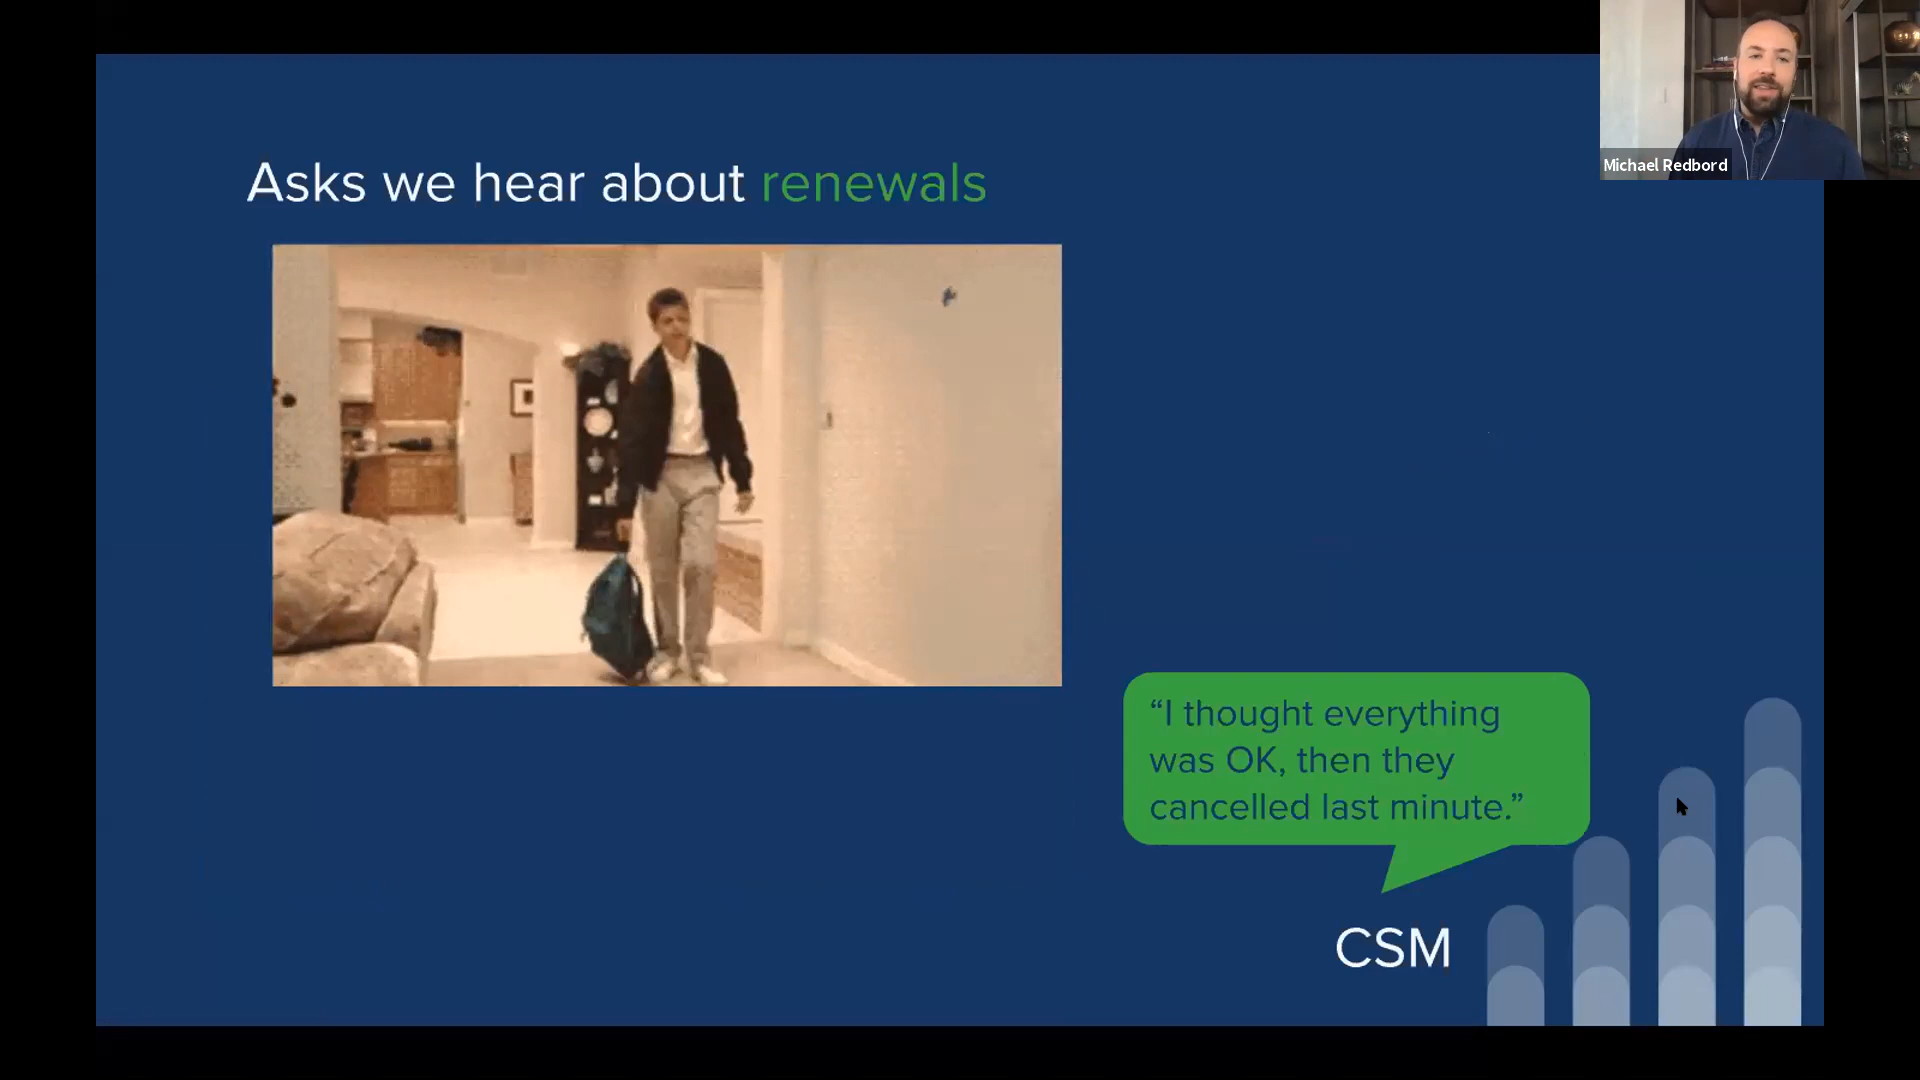 Michael Redbord
Asks we hear about renewals
“I thought everything
was OK, then they
cancelled last minute.”
CSM